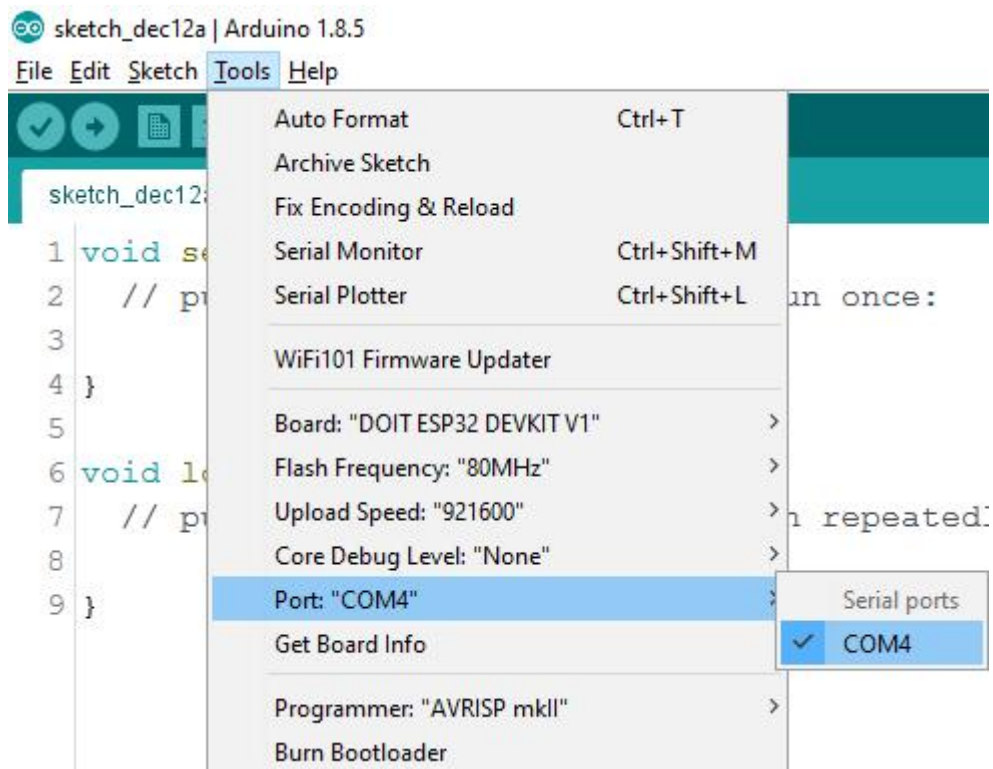 sketch_dec12a | Arduino 1.8.5
File Edit Sketch Tools Help
Auto Format Ctrl+T
Archive Sketch
sketch_dec12a
Fix Encoding & Reload
1 void se
Serial Monitor Ctrl+Shift+M
2 // pu
Serial Plotter Ctrl+Shift+L
un once:
3
WiFi101 Firmware Updater
4 }
Board: "DOIT ESP32 DEVKIT V1"
5
Flash Frequency: "80MHz"
6 void lo
Upload Speed: "921600"
7 // pu
n repeatedl
Core Debug Level: "None"
8
Port: "COM4"
9 }
Serial ports
COM4
Get Board Info
Programmer: "AVRISP mkII"
Burn Bootloader